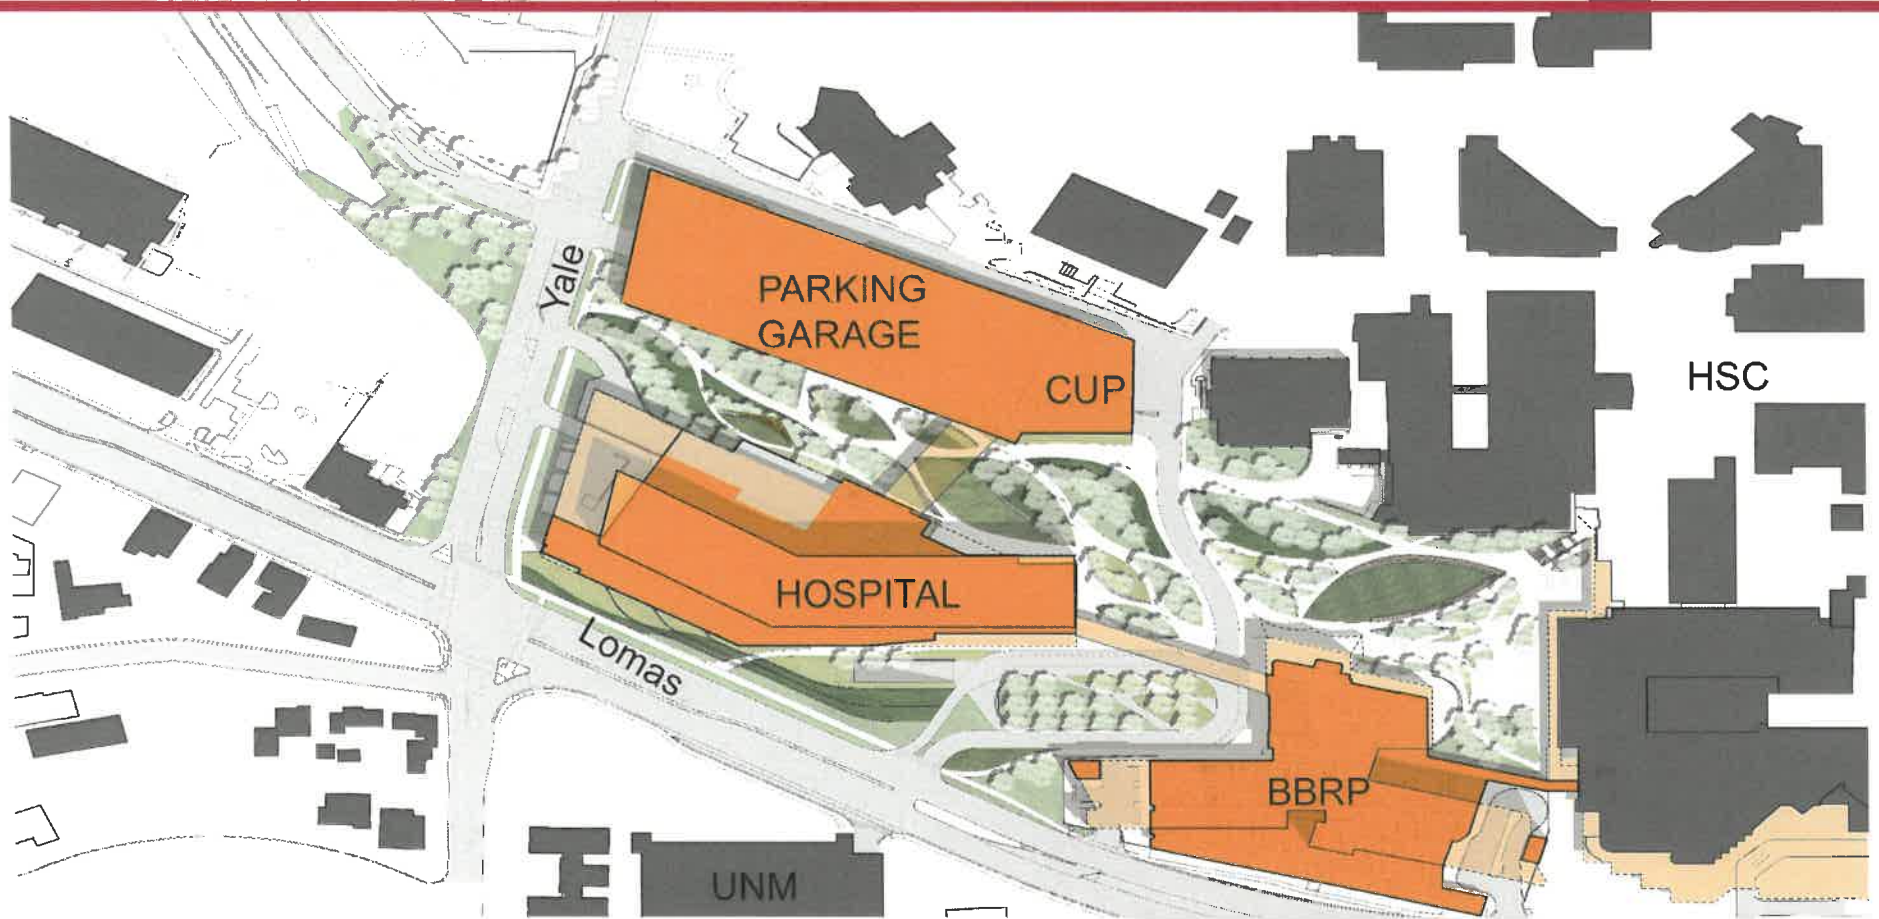 Yale
PARKING
GARAGE
CUP
HSC
HOSPITAL
Lomas
BBRP
UNM